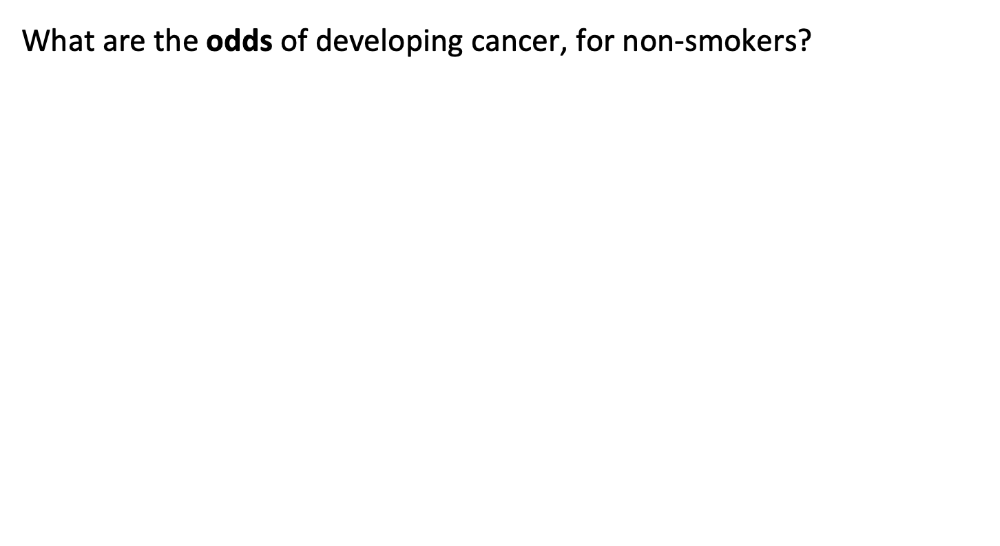 What are the odds of developing cancer, for non-smokers?